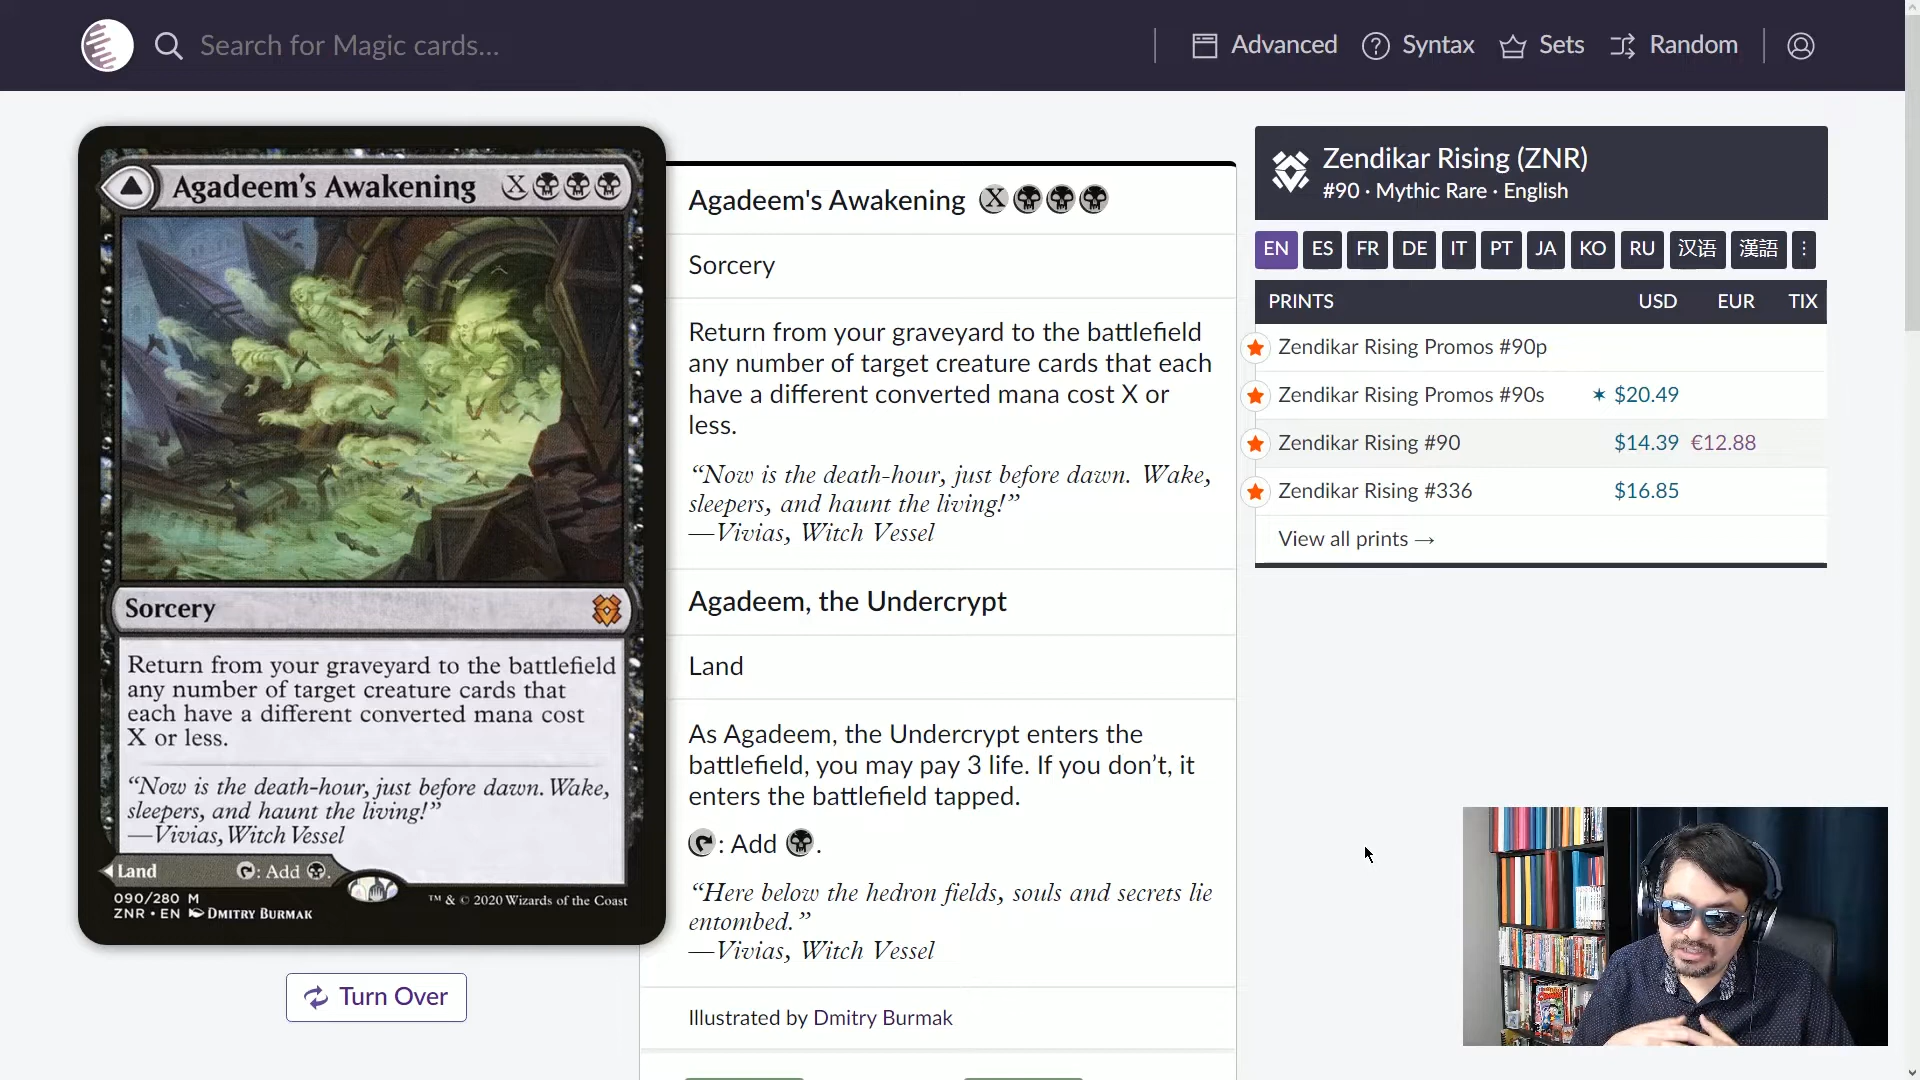 Search for Magic cards...
Advanced
Syntax
Sets
Random
Agadeem's Awakening X
Sorcery
Return from your graveyard to the battlefield
any number of target creature cards that
each have a different converted mana cost
X or less.
“Now is the death-hour, just before dawn. Wake,
sleepers, and haunt the living!”
—Vivias, Witch Vessel
Land
: Add .
090/280 M
ZNR • EN DMITRY BURMAK
™ & © 2020 Wizards of the Coast
Turn Over
Agadeem's Awakening X
Sorcery
Return from your graveyard to the battlefield
any number of target creature cards that each
have a different converted mana cost X or
less.
“Now is the death-hour, just before dawn. Wake,
sleepers, and haunt the living!”
—Vivias, Witch Vessel
Agadeem, the Undercrypt
Land
As Agadeem, the Undercrypt enters the
battlefield, you may pay 3 life. If you don’t, it
enters the battlefield tapped.
: Add .
“Here below the hedron fields, souls and secrets lie
entombed.”
—Vivias, Witch Vessel
Illustrated by Dmitry Burmak
Zendikar Rising (ZNR)
#90 · Mythic Rare · English
EN ES FR DE IT PT JA KO RU 汉语 漢語
PRINTS USD EUR TIX
Zendikar Rising Promos #90p
Zendikar Rising Promos #90s ✶ $20.49
Zendikar Rising #90 $14.39 €12.88
Zendikar Rising #336 $16.85
View all prints →